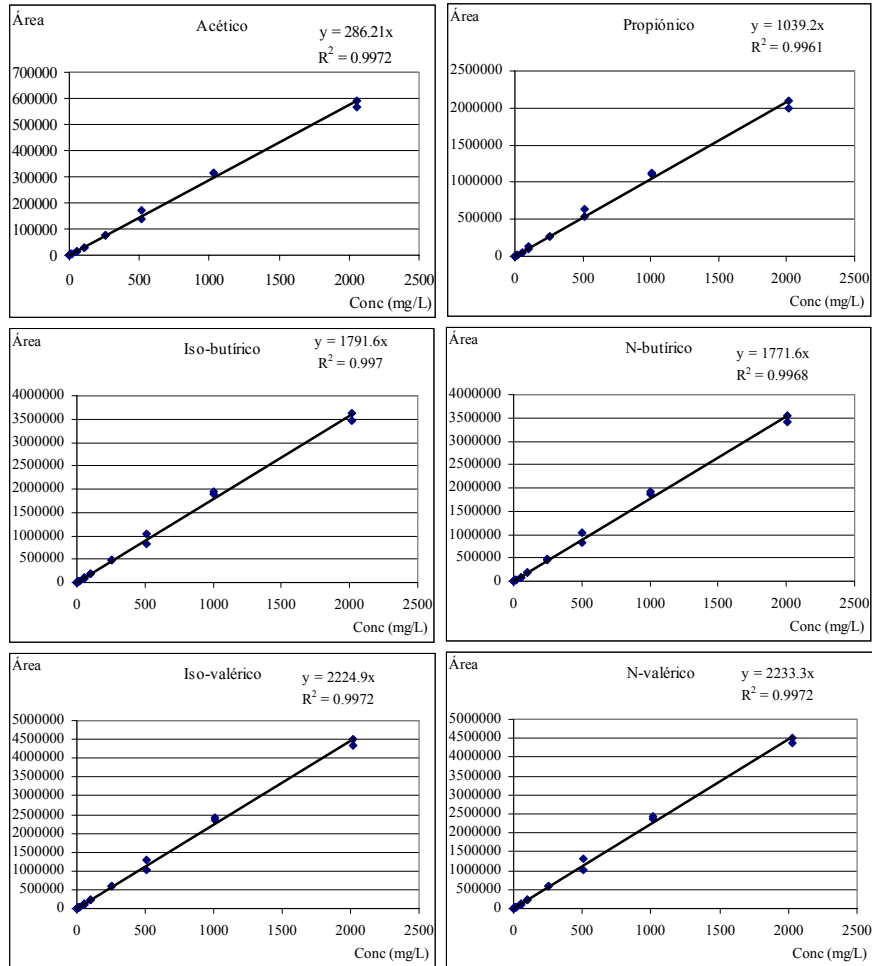 Área
Acético
y = 286.21x
R² = 0.9972
700000
600000
500000
400000
300000
200000
100000
0
0 500 1000 1500 2000 2500
Conc (mg/L)
Área
Propiónico
y = 1039.2x
R² = 0.9961
2500000
2000000
1500000
1000000
500000
0
0 500 1000 1500 2000 2500
Conc (mg/L)
Área
Iso-butírico
y = 1791.6x
R² = 0.997
4000000
3500000
3000000
2500000
2000000
1500000
1000000
500000
0
0 500 1000 1500 2000 2500
Conc (mg/L)
Área
N-butírico
y = 1771.6x
R² = 0.9968
4000000
3500000
3000000
2500000
2000000
1500000
1000000
500000
0
0 500 1000 1500 2000 2500
Conc (mg/L)
Área
Iso-valérico
y = 2224.9x
R² = 0.9972
5000000
4500000
4000000
3500000
3000000
2500000
2000000
1500000
1000000
500000
0
0 500 1000 1500 2000 2500
Conc (mg/L)
Área
N-valérico
y = 2233.3x
R² = 0.9972
5000000
4500000
4000000
3500000
3000000
2500000
2000000
1500000
1000000
500000
0
0 500 1000 1500 2000 2500
Conc (mg/L)